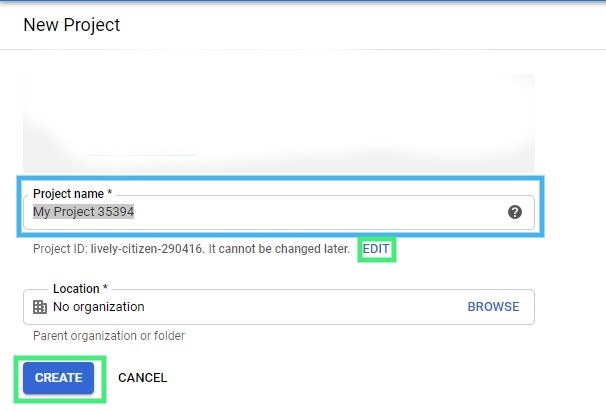 New Project
Project name *
My Project 35394
Project ID: lively-citizen-290416. It cannot be changed later. EDIT
Location *
No organization BROWSE
Parent organization or folder
CREATE CANCEL